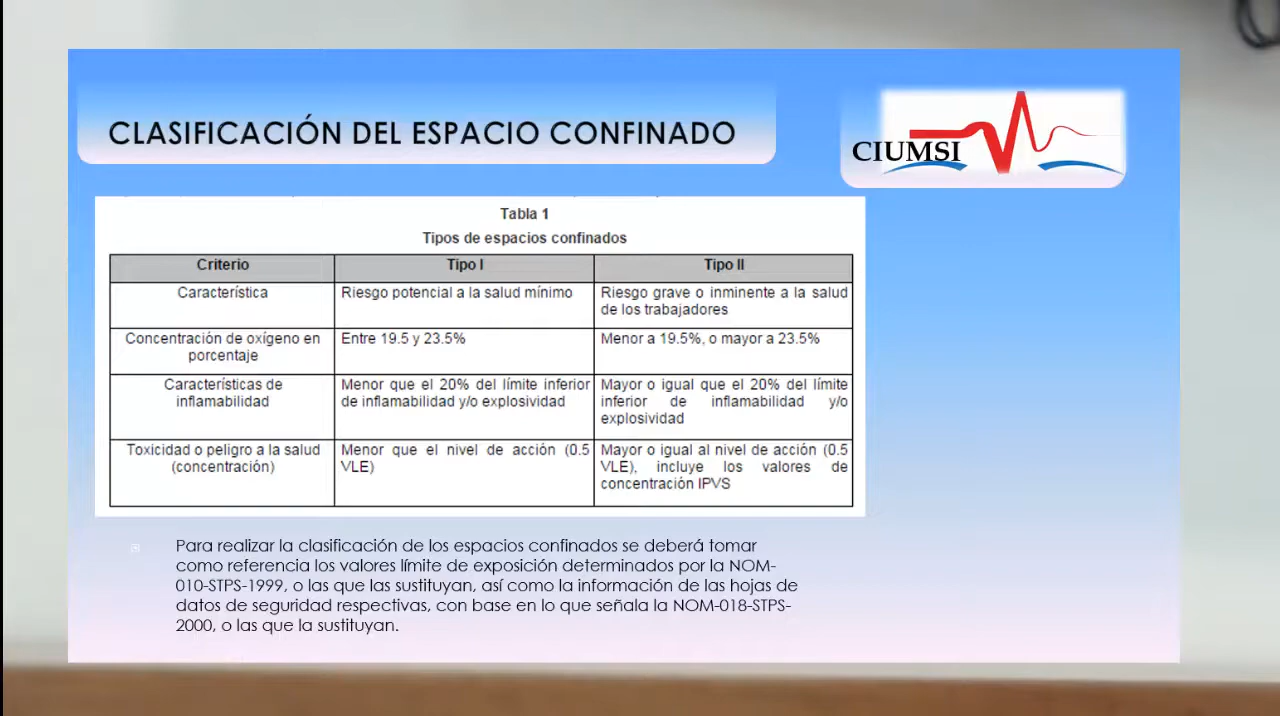 CLASIFICACIÓN DEL ESPACIO CONFINADO
CIUMSI
Tabla 1
Tipos de espacios confinados
Criterio Tipo I Tipo II
Característica Riesgo potencial a la salud mínimo Riesgo grave o inminente a la salud
de los trabajadores
Concentración de oxígeno en Entre 19.5 y 23.5% Menor a 19.5%, o mayor a 23.5%
porcentaje
Características de Menor que el 20% del límite inferior Mayor o igual que el 20% del límite
inflamabilidad de inflamabilidad y/o explosividad inferior de inflamabilidad y/o
explosividad
Toxicidad o peligro a la salud Menor que el nivel de acción (0.5 Mayor o igual al nivel de acción (0.5
(concentración) VLE) VLE), incluye los valores de
concentración IPVS
Para realizar la clasificación de los espacios confinados se deberá tomar
como referencia los valores límite de exposición determinados por la NOM-
010-STPS-1999, o las que las sustituyan, así como la información de las hojas de
datos de seguridad respectivas, con base en lo que señala la NOM-018-STPS-
2000, o las que la sustituyan.